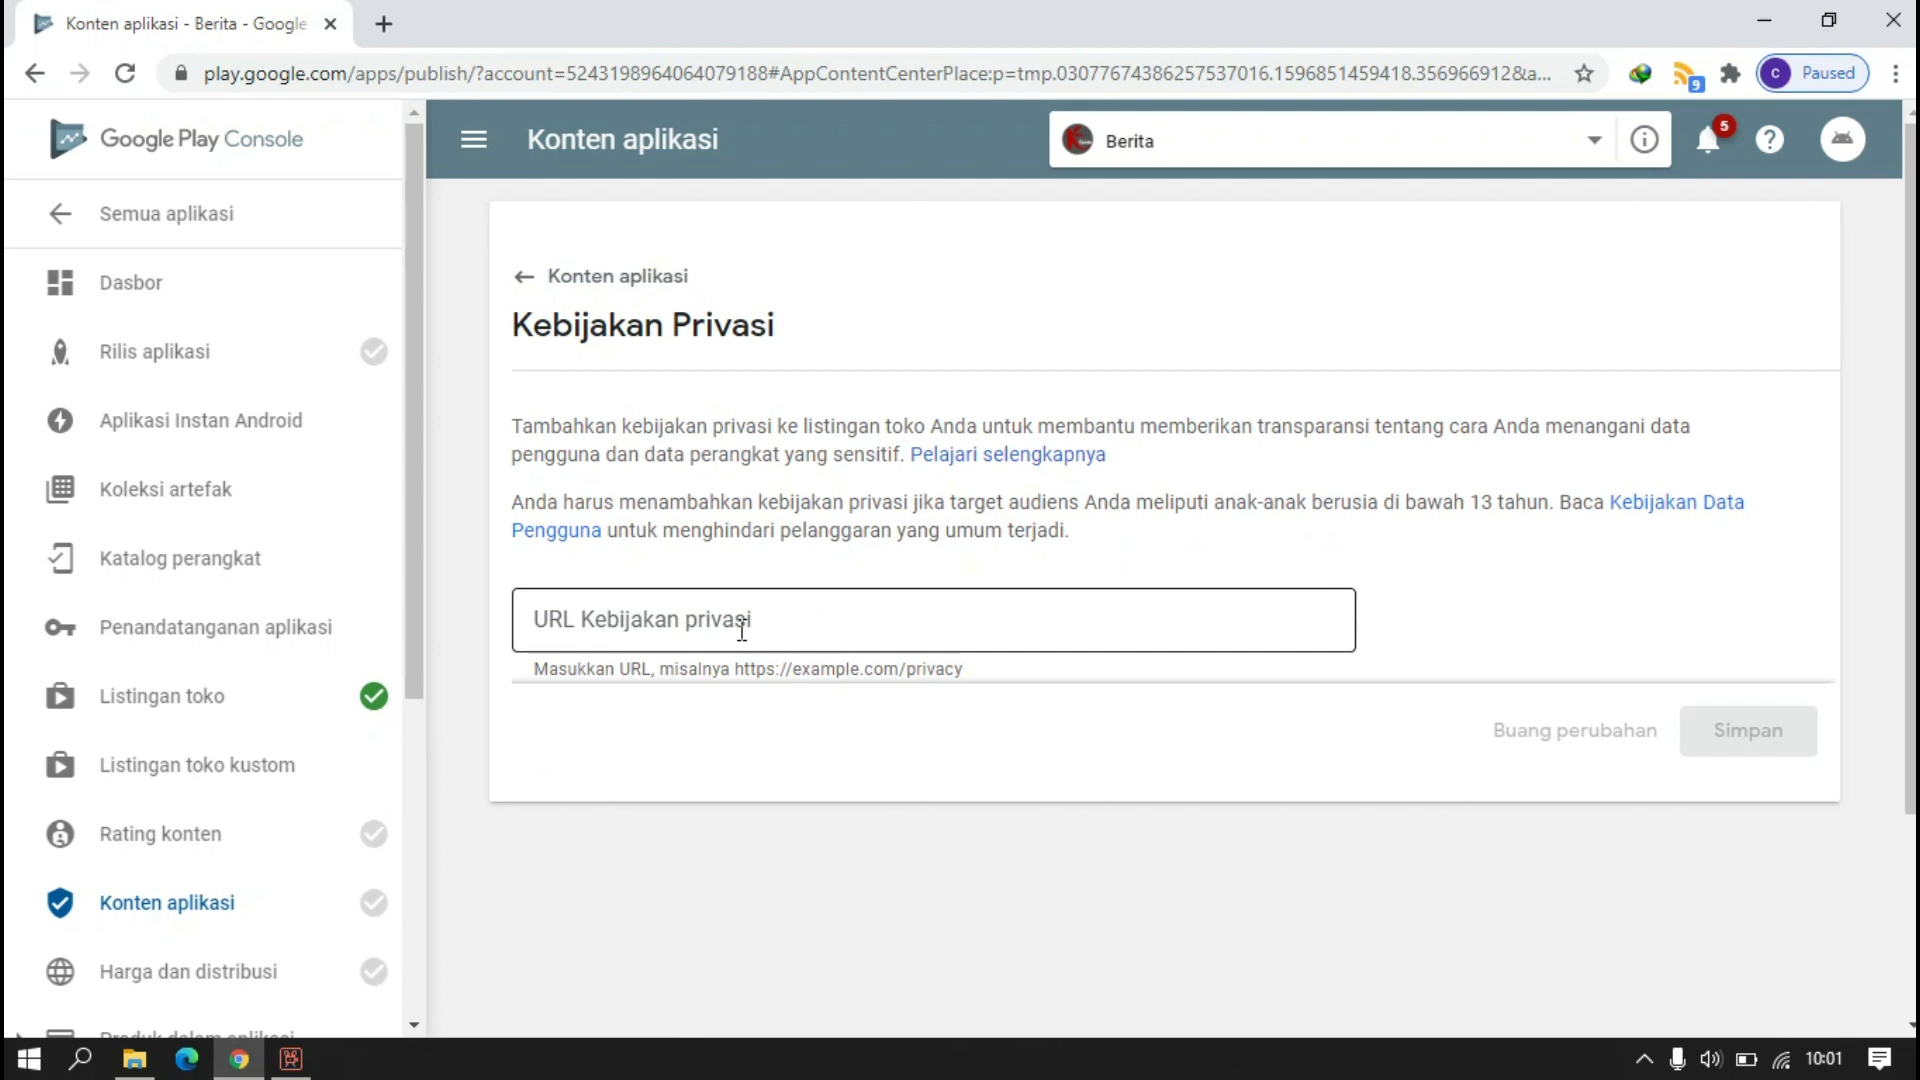 Konten aplikasi - Berita - Google
play.google.com/apps/publish/?account=5243198964064079188#AppContentCenterPlace:p=tmp.03077674386257537016.1596851459418.356966912&a...
9
C Paused
Google Play Console
Konten aplikasi
Berita
5
Semua aplikasi
Dasbor
Rilis aplikasi
Aplikasi Instan Android
Koleksi artefak
Katalog perangkat
Penandatanganan aplikasi
Listingan toko
Listingan toko kustom
Rating konten
Konten aplikasi
Harga dan distribusi
Produk dalam aplikasi
Konten aplikasi
Kebijakan Privasi
Tambahkan kebijakan privasi ke listingan toko Anda untuk membantu memberikan transparansi tentang cara Anda menangani data
pengguna dan data perangkat yang sensitif. Pelajari selengkapnya
Anda harus menambahkan kebijakan privasi jika target audiens Anda meliputi anak-anak berusia di bawah 13 tahun. Baca Kebijakan Data
Pengguna untuk menghindari pelanggaran yang umum terjadi.
URL Kebijakan privasi
Masukkan URL, misalnya https://example.com/privacy
Buang perubahan
Simpan
10:01